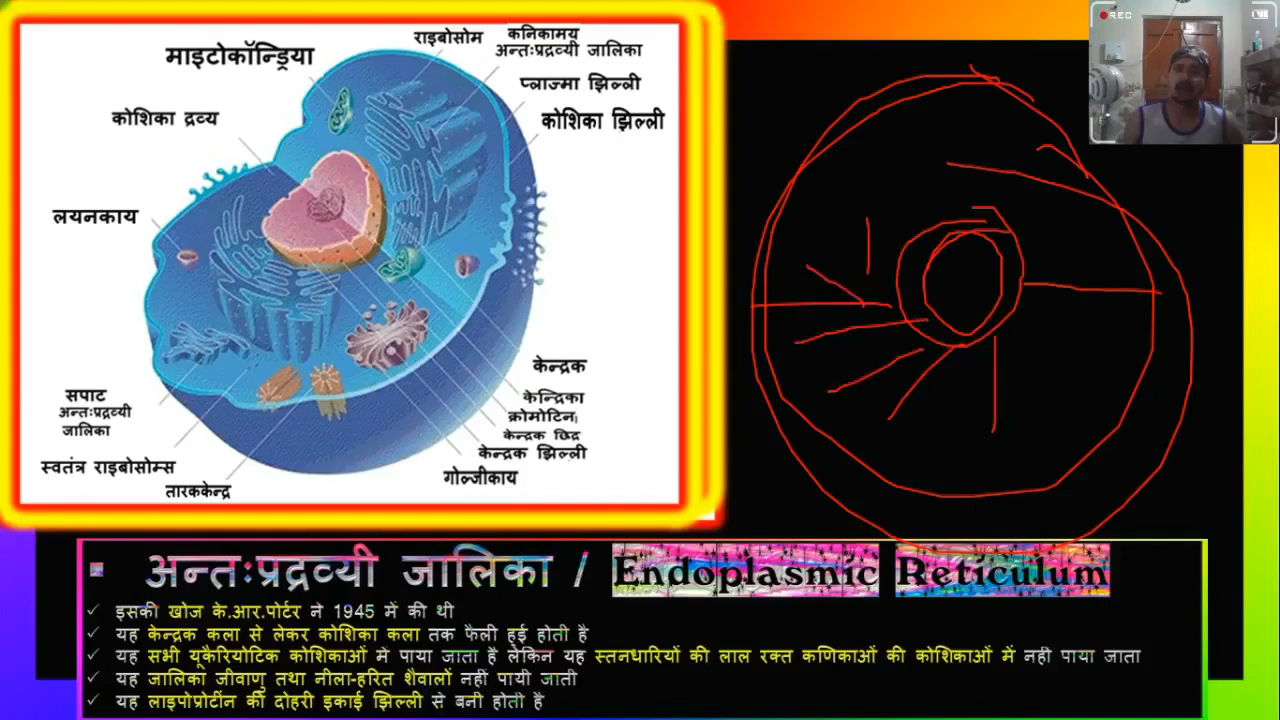 REC
माइटोकॉन्ड्रिया
राइबोसोम
कनिकामय
अन्तःप्रद्रव्यी जालिका
प्लाज्मा झिल्ली
कोशिका द्रव्य
कोशिका झिल्ली
लयनकाय
केन्द्रक
केन्द्रिका
क्रोमोटिन
केन्द्रक छिद्र
केन्द्रक झिल्ली
गोल्जीकाय
सपाट
अन्तःप्रद्रव्यी
जालिका
स्वतंत्र राइबोसोम्स
तारककेन्द्र
▪ अन्तःप्रद्रव्यी जालिका / Endoplasmic Reticulum
✓ इसकी खोज के.आर.पोर्टर ने 1945 में की थी
✓ यह केन्द्रक कला से लेकर कोशिका कला तक फैली हुई होती है
✓ यह सभी यूकैरियोटिक कोशिकाओं में पाया जाता है लेकिन यह स्तनधारियों की लाल रक्त कणिकाओं की कोशिकाओं में नही पाया जाता
✓ यह जालिका जीवाणु तथा नीला-हरित शैवालों नहीं पायी जाती
✓ यह लाइपोप्रोटींन की दोहरी इकाई झिल्ली से बनी होती है